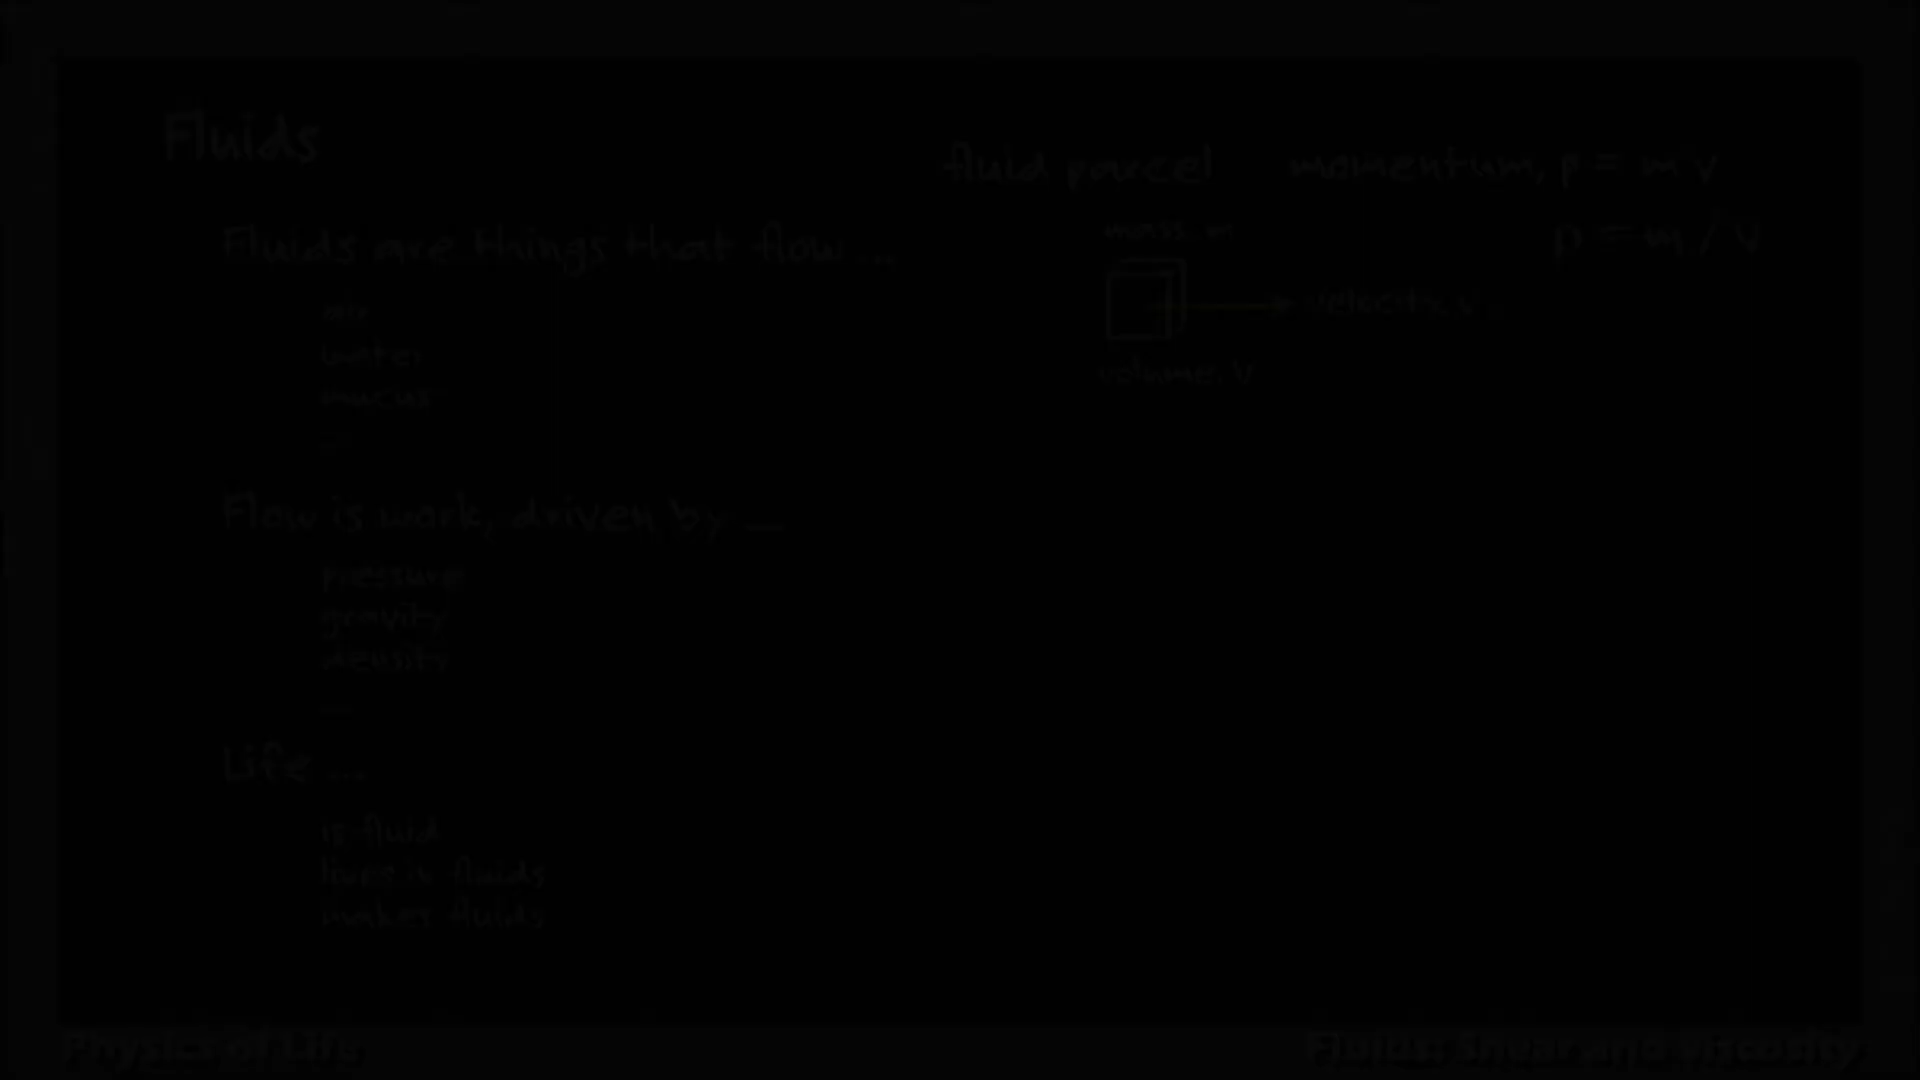 Fluids
Fluids are things that flow ...
air
water
mucus
...
Flow is work, driven by ...
pressure
gravity
density
...
Life ...
is fluid
lives in fluids
makes fluids
fluid parcel
momentum, p = m v
mass, m
ρ = m / V
velocity, v
volume, V
Physics of Life
Fluids: Shear and viscosity